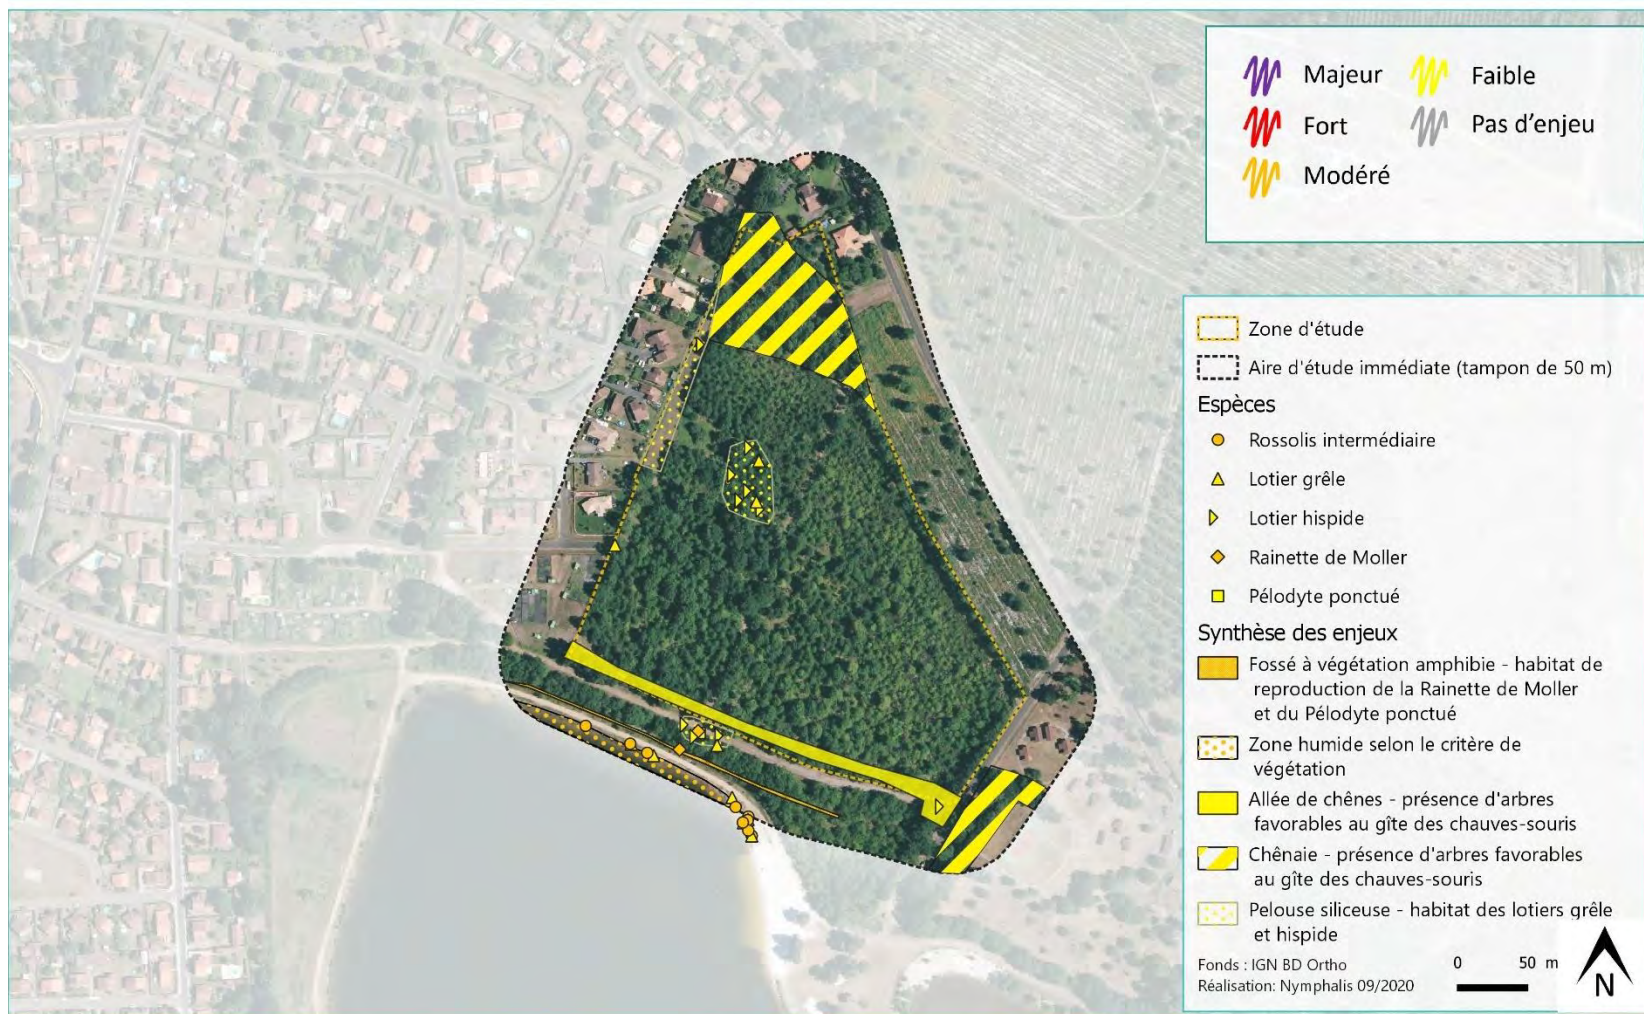 Majeur
Faible
Fort
Pas d'enjeu
Modéré
Zone d'étude
Aire d'étude immédiate (tampon de 50 m)
Espèces
Rossolis intermédiaire
Lotier grêle
Lotier hispide
Rainette de Moller
Pélodyte ponctué
Synthèse des enjeux
Fossé à végétation amphibie - habitat de
reproduction de la Rainette de Moller
et du Pélodyte ponctué
Zone humide selon le critère de
végétation
Allée de chênes - présence d'arbres
favorables au gîte des chauves-souris
Chênaie - présence d'arbres favorables
au gîte des chauves-souris
Pelouse siliceuse - habitat des lotiers grêle
et hispide
Fonds : IGN BD Ortho
Réalisation: Nymphalis 09/2020
0 50 m
N